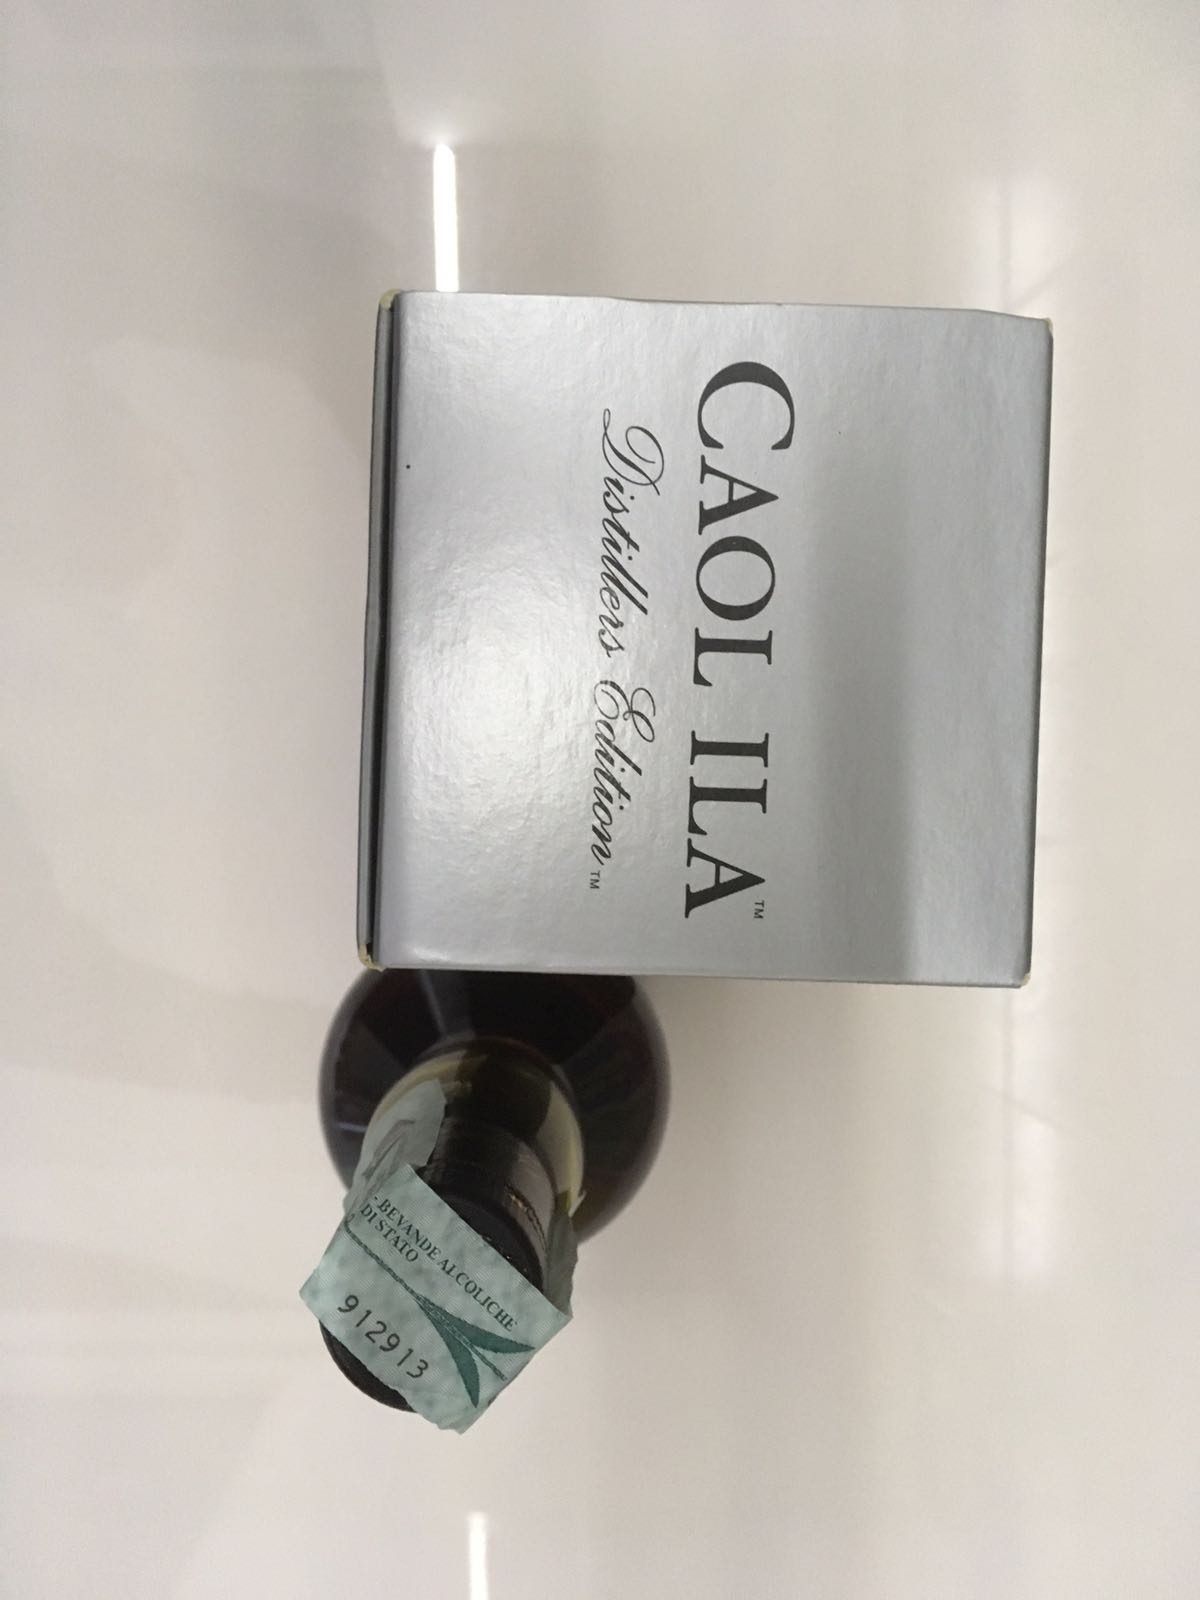 CAOL ILA™
Distillers Edition™
- BEVANDE ALCOLICHE
DI STATO
912913